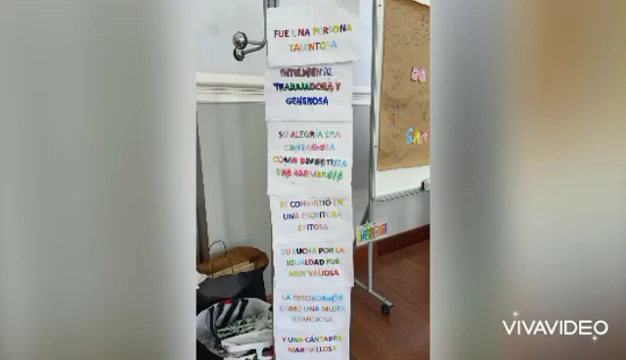 FUE UNA PERSONA
TALENTOSA
INTELIGENTE
TRABAJADORA Y
GENEROSA
SU ALEGRÍA ERA
CONTAGIOSA
COMO DEPORTISTA
ERA ASOMBROSA
SE CONVIRTIÓ EN
UNA ESCRITORA
EXITOSA
SU LUCHA POR LA
IGUALDAD FUE
MUY VALIOSA
LA RECORDAMOS
COMO UNA MUJER
Y UNA CÁNTABRA
MARAVILLOSA
VIVAVIDEO